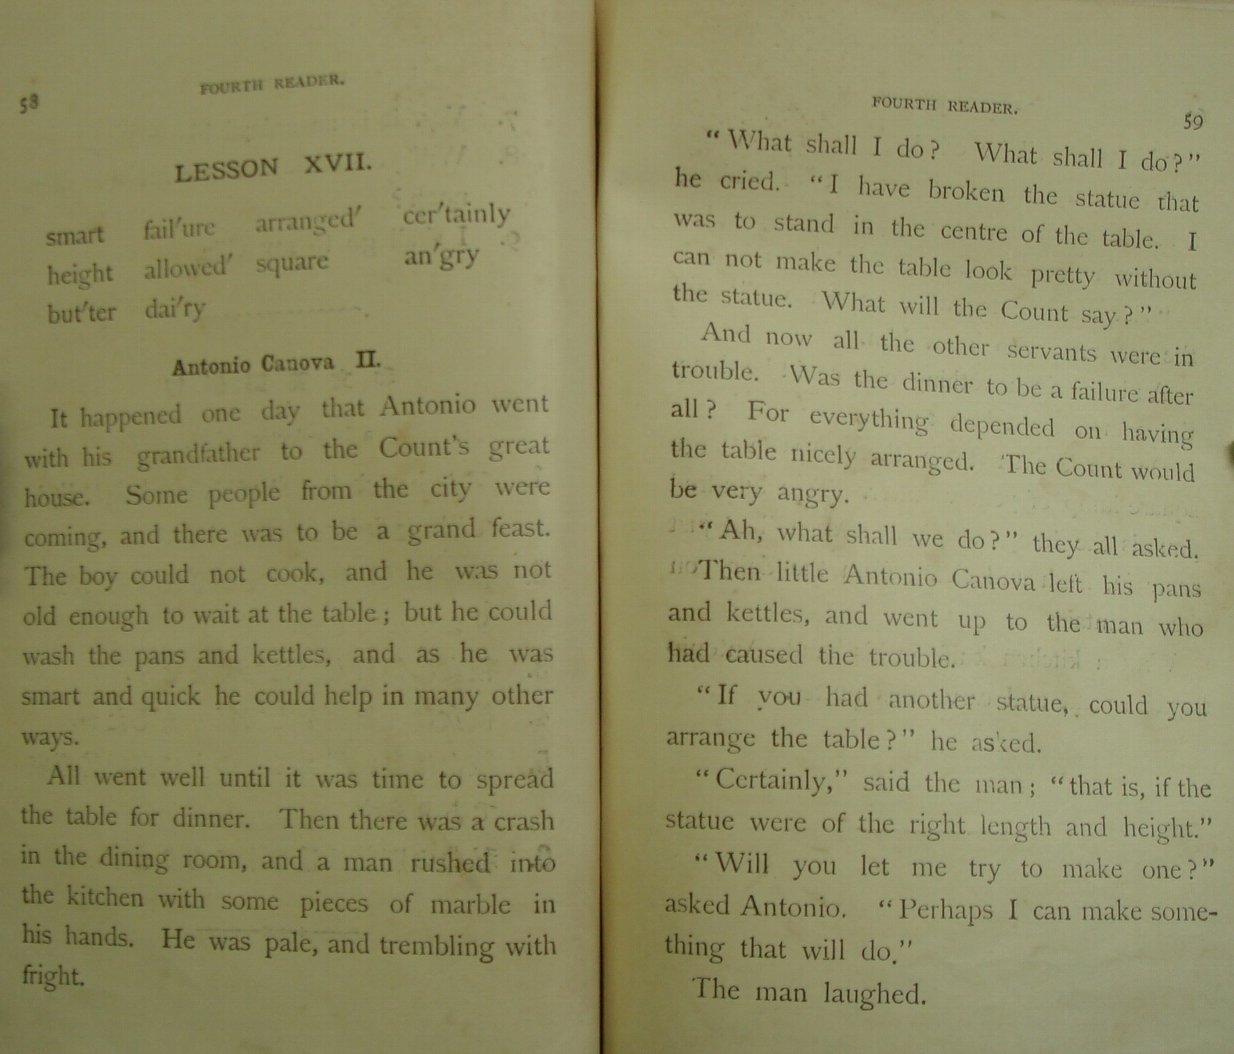 58
FOURTH READER.
LESSON XVII.
smart fail′ure arranged′ cer′tainly
height allowed′ square an′gry
but′ter dai′ry
Antonio Canova II.
It happened one day that Antonio went
with his grandfather to the Count's great
house. Some people from the city were
coming, and there was to be a grand feast.
The boy could not cook, and he was not
old enough to wait at the table; but he could
wash the pans and kettles, and as he was
smart and quick he could help in many other
ways.
All went well until it was time to spread
the table for dinner. Then there was a crash
in the dining room, and a man rushed into
the kitchen with some pieces of marble in
his hands. He was pale, and trembling with
fright.
FOURTH READER.
59
“What shall I do? What shall I do?”
he cried. “I have broken the statue that
was to stand in the centre of the table. I
can not make the table look pretty without
the statue. What will the Count say?”
And now all the other servants were in
trouble. Was the dinner to be a failure after
all? For everything depended on having
the table nicely arranged. The Count would
be very angry.
“Ah, what shall we do?” they all asked.
Then little Antonio Canova left his pans
and kettles, and went up to the man who
had caused the trouble.
“If you had another statue, could you
arrange the table?” he asked.
“Certainly,” said the man; “that is, if the
statue were of the right length and height.”
“Will you let me try to make one?”
asked Antonio. “Perhaps I can make some-
thing that will do.”
The man laughed.